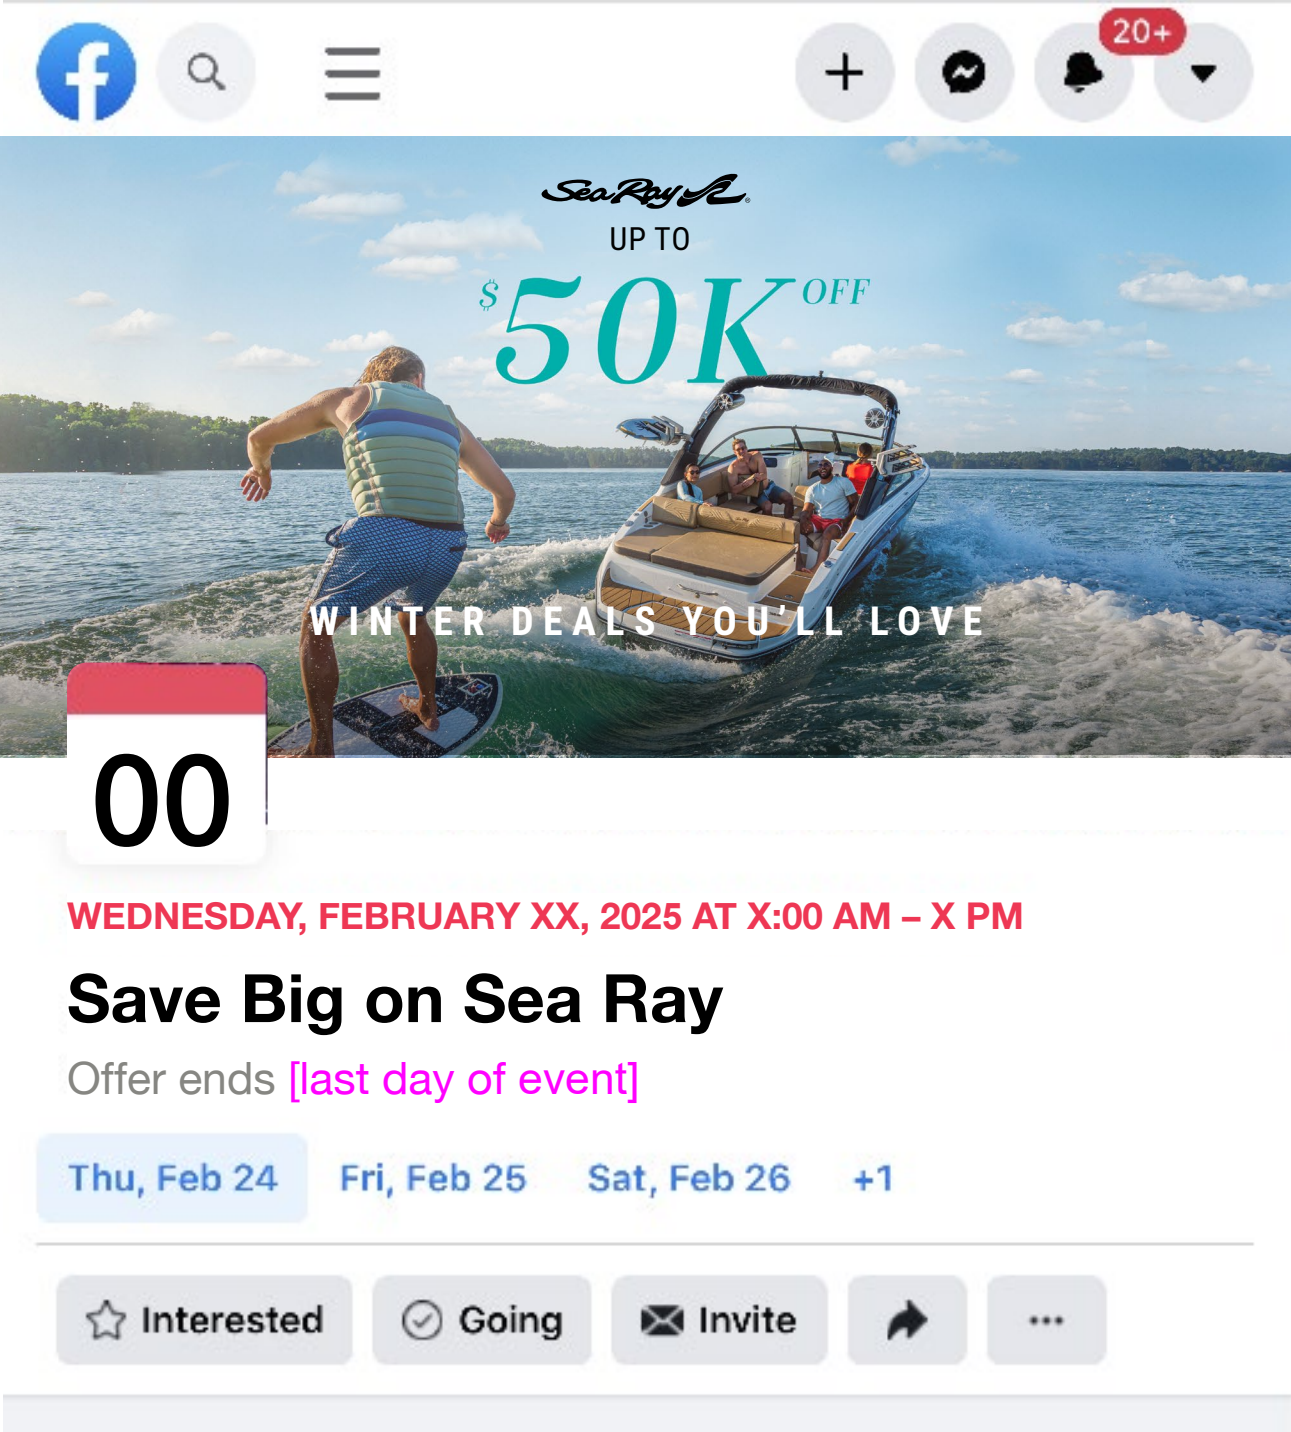 20+
Sea Ray
UP TO
$50K OFF
WINTER DEALS YOU'LL LOVE
00
WEDNESDAY, FEBRUARY XX, 2025 AT X:00 AM – X PM
Save Big on Sea Ray
Offer ends [last day of event]
Thu, Feb 24 Fri, Feb 25 Sat, Feb 26 +1
Interested Going Invite ...